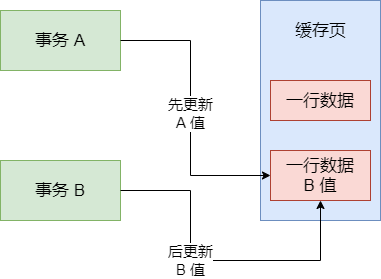 事务 A
缓存页
一行数据
先更新
A 值
一行数据
B 值
事务 B
后更新
B 值